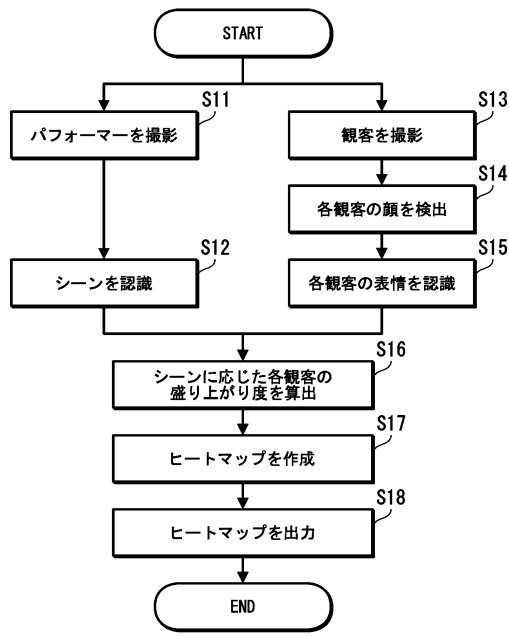 START
S11
パフォーマーを撮影
S13
観客を撮影
S14
各観客の顔を検出
S12
シーンを認識
S15
各観客の表情を認識
S16
シーンに応じた各観客の
盛り上がり度を算出
S17
ヒートマップを作成
S18
ヒートマップを出力
END